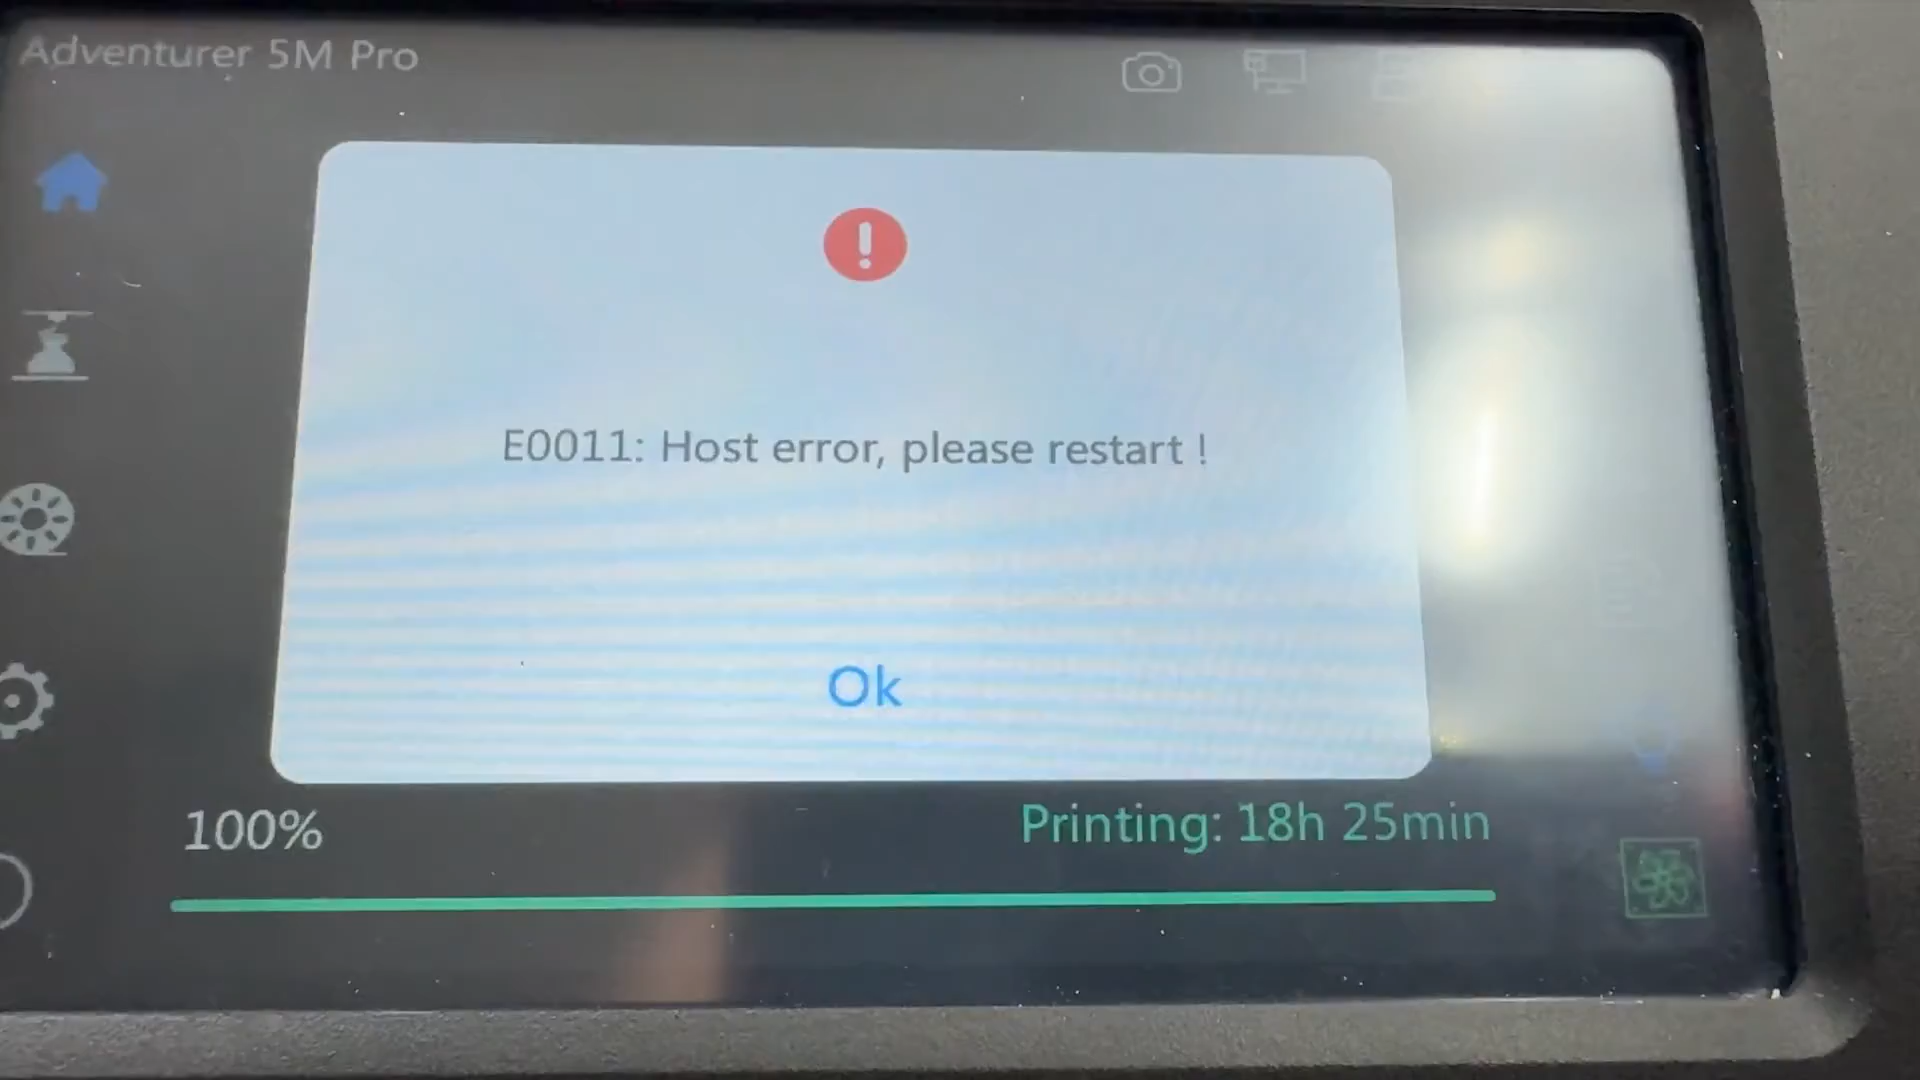 Adventurer 5M Pro
E0011: Host error, please restart !
Ok
100%
Printing: 18h 25min